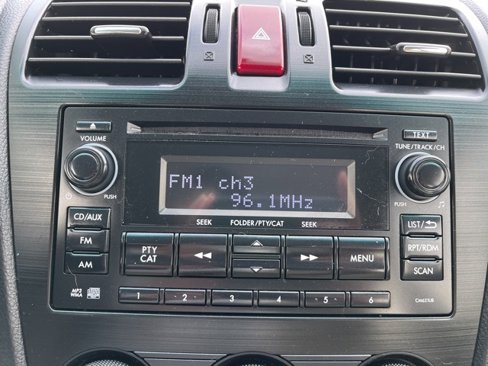 TEXT
VOLUME
TUNE/TRACK/CH
FM1 ch3
96.1MHz
PUSH
PUSH
SEEK FOLDER/PTY/CAT SEEK
CD/AUX
FM
AM
PTY CAT
MENU
LIST/
RPT/RDM
SCAN
MP3
WMA
1 2 3 4 5 6